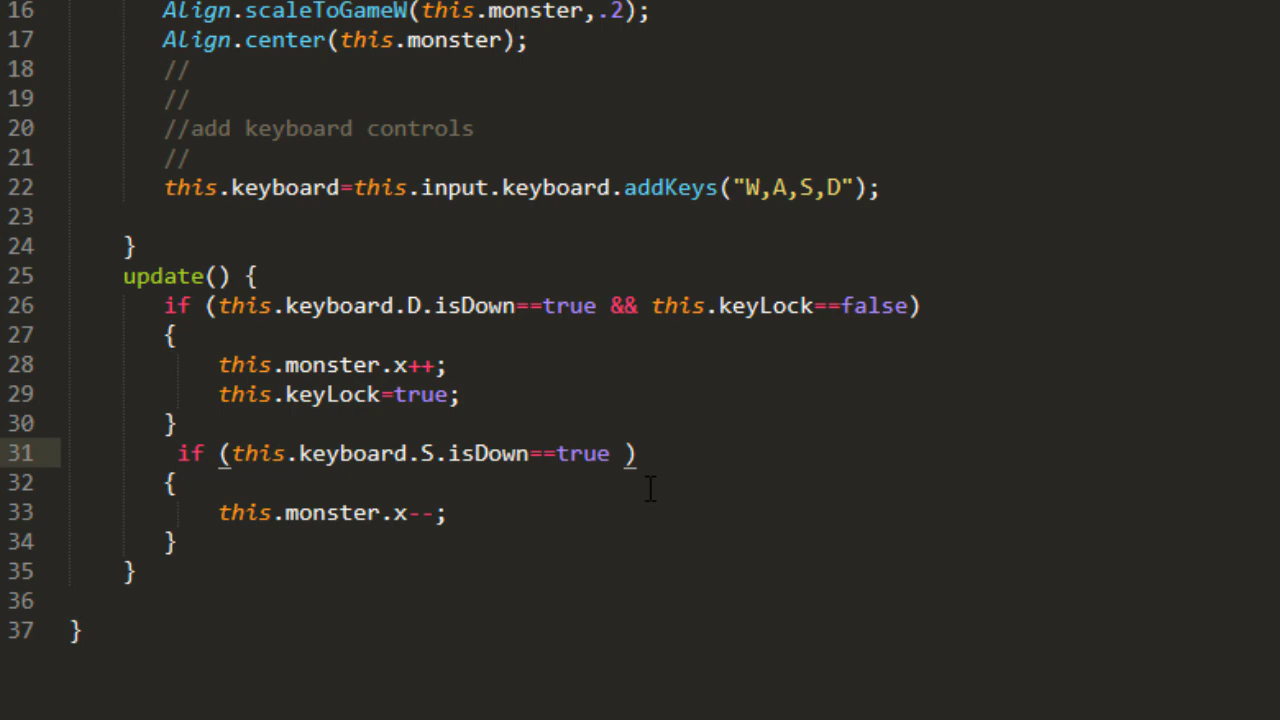 16 Align.scaleToGameW(this.monster,.2);
17 Align.center(this.monster);
18 //
19 //
20 //add keyboard controls
21 //
22 this.keyboard=this.input.keyboard.addKeys("W,A,S,D");
23
24 }
25 update() {
26 if (this.keyboard.D.isDown==true && this.keyLock==false)
27 {
28 this.monster.x++;
29 this.keyLock=true;
30 }
31 if (this.keyboard.S.isDown==true )
32 {
33 this.monster.x--;
34 }
35 }
36
37 }